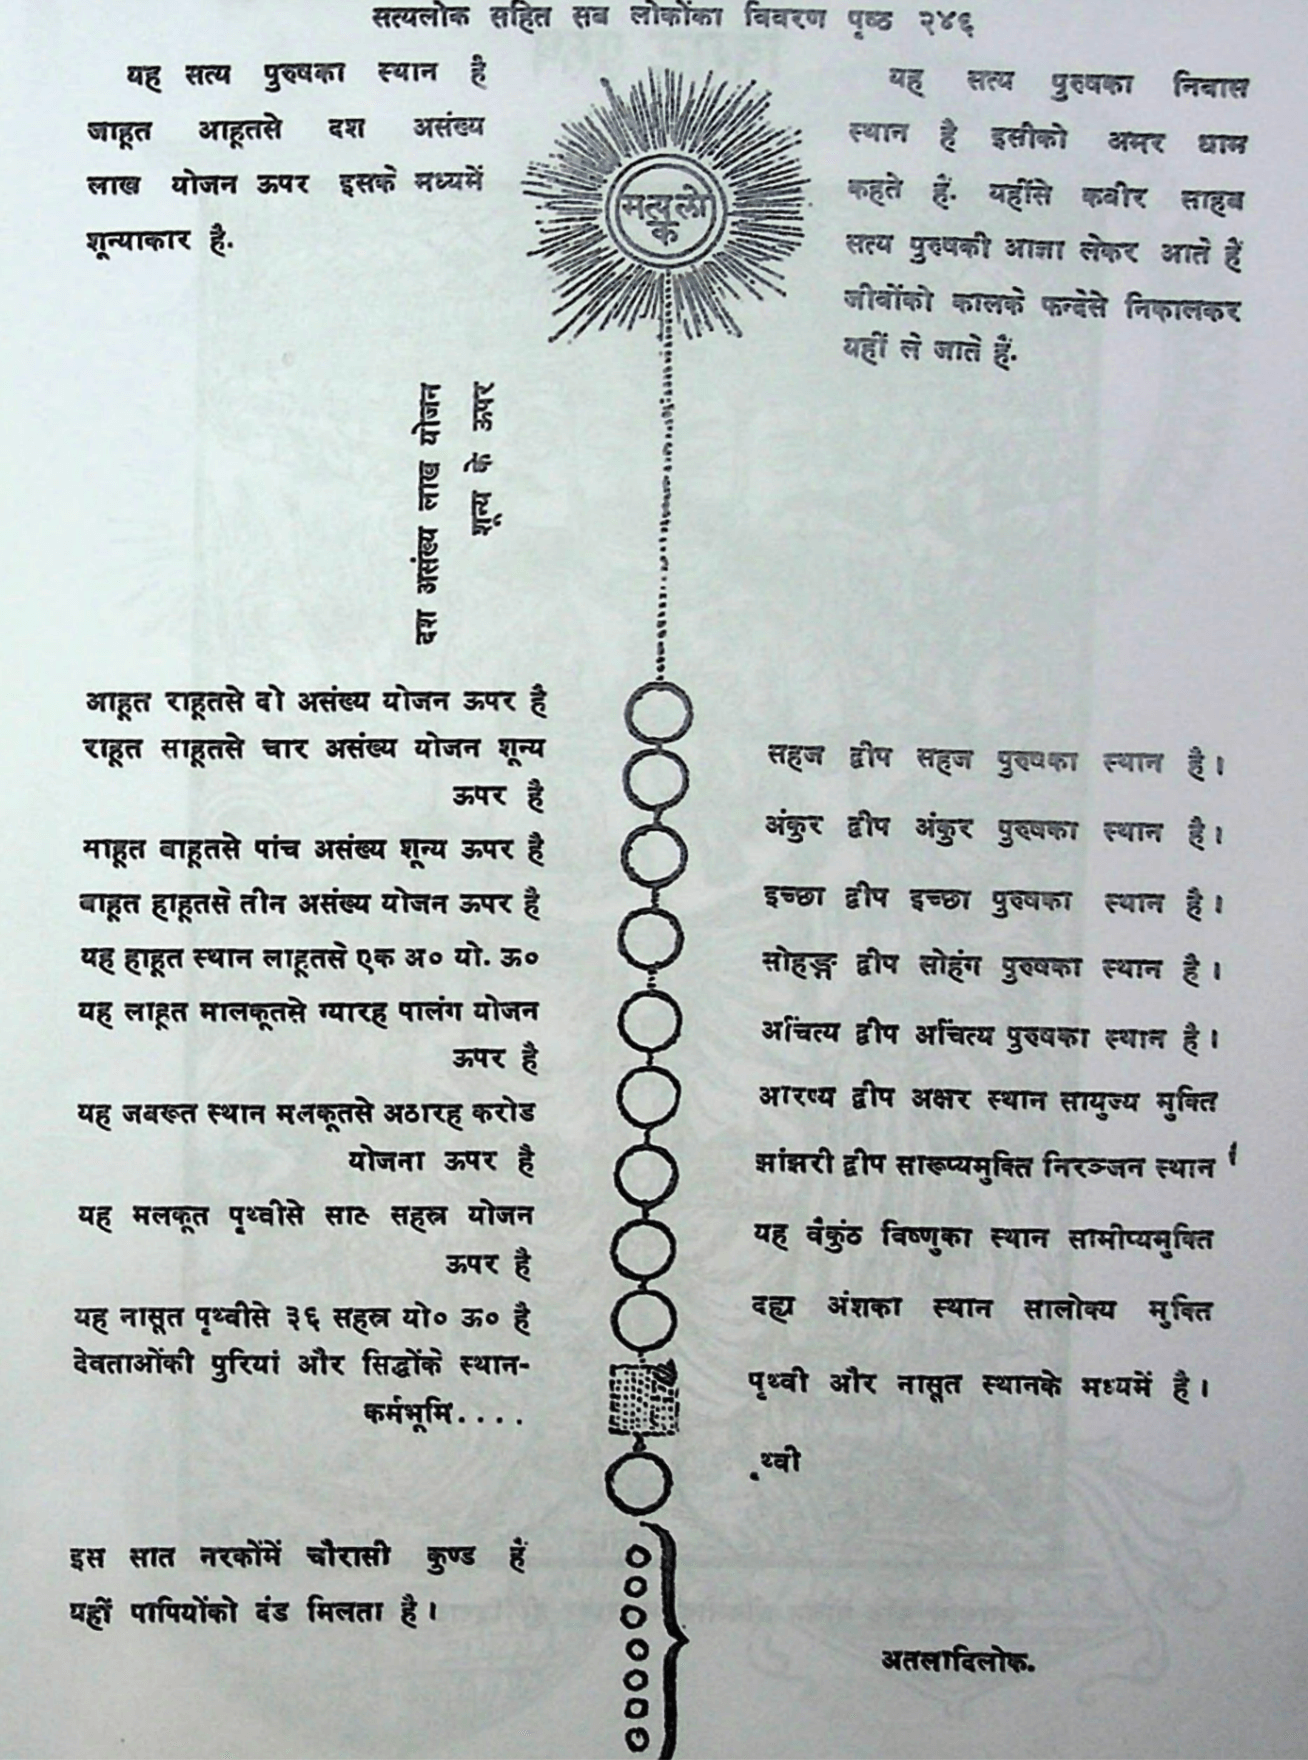 सत्यलोक सहित सब लोकोंका विवरण पृष्ठ २४६
यह सत्य पुरुषका स्थान है
जाहूत आहूतसे दश असंख्य
लाख योजन ऊपर इसके मध्यमें
शून्याकार है.
सत्यलो
क
यह सत्य पुरुषका निवास
स्थान है इसीको अमर धाम
कहते हैं. यहींसे कबीर साहब
सत्य पुरुषकी आज्ञा लेकर आते हैं
जीवोंको कालके फन्देसे निकालकर
यहीं ले जाते हैं.
दश असंख्य लाख योजन
शून्य के ऊपर
आहूत राहूतसे दो असंख्य योजन ऊपर है
राहूत साहूतसे चार असंख्य योजन शून्य
ऊपर है
माहूत बाहूतसे पांच असंख्य शून्य ऊपर है
बाहूत हाहूतसे तीन असंख्य योजन ऊपर है
यह हाहूत स्थान लाहूतसे एक अ० यो. ऊ०
यह लाहूत मालकूतसे ग्यारह पालंग योजन
ऊपर है
यह जबरूत स्थान मलकूतसे अठारह करोड
योजना ऊपर है
यह मलकूत पृथ्वीसे साठ सहस्र योजन
ऊपर है
यह नासूत पृथ्वीसे ३६ सहस्र यो० ऊ० है
देवताओंकी पुरियां और सिद्धोंके स्थान-
कर्मभूमि....
सहज द्वीप सहज पुरुषका स्थान है।
अंकुर द्वीप अंकुर पुरुषका स्थान है।
इच्छा द्वीप इच्छा पुरुषका स्थान है।
सोहङ्ग द्वीप सोहंग पुरुषका स्थान है।
अचिंत्य द्वीप अचिंत्य पुरुषका स्थान है।
आरण्य द्वीप अक्षर स्थान सायुज्य मुक्ति
झांझरी द्वीप सारूप्यमुक्ति निरञ्जन स्थान
यह वैकुंठ विष्णुका स्थान सामीप्यमुक्ति
अंशका स्थान सालोक्य मुक्ति
पृथ्वी और नासूत स्थानके मध्यमें है।
थ्वी
इस सात नरकोंमें चौरासी कुण्ड हैं
यहीं पापियोंको दंड मिलता है।
अतलादिलोक.